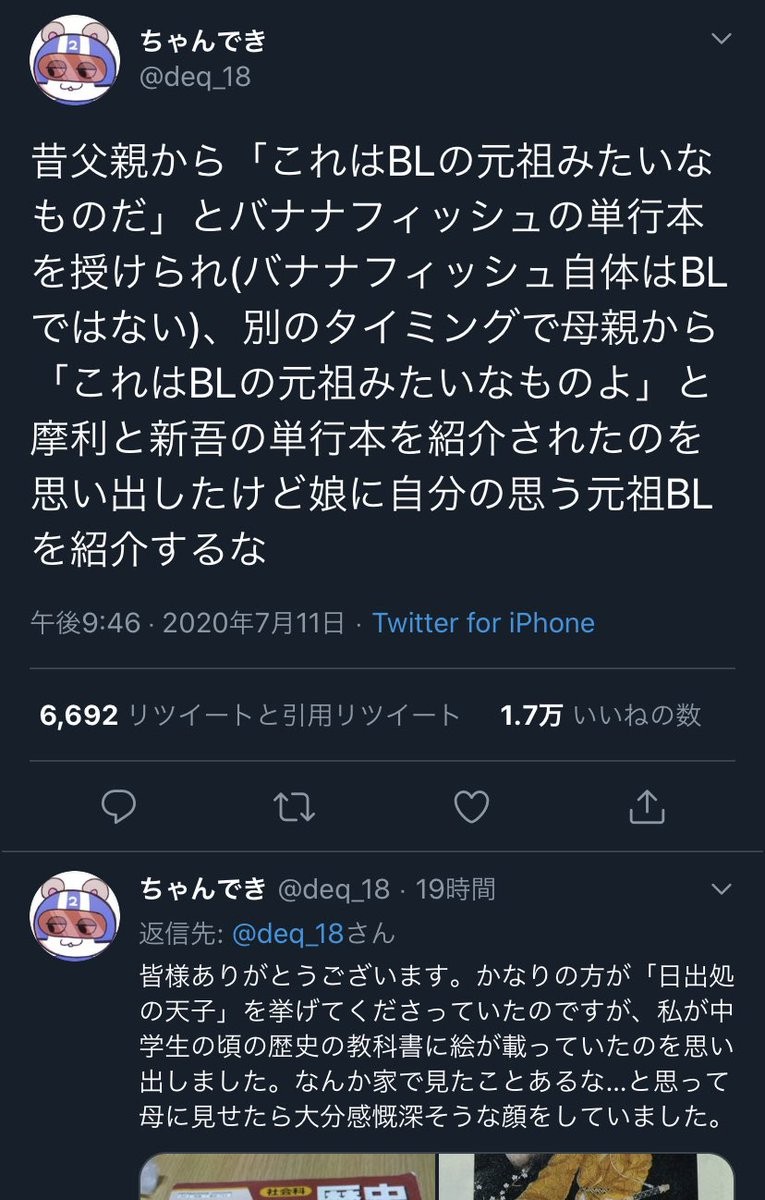 ちゃんでき
@deq_18
昔父親から「これはBLの元祖みたいな
ものだ」とバナナフィッシュの単行本
を授けられ(バナナフィッシュ自体はBL
ではない)、別のタイミングで母親から
「これはBLの元祖みたいなものよ」と
摩利と新吾の単行本を紹介されたのを
思い出したけど娘に自分の思う元祖BL
を紹介するな
午後9:46 · 2020年7月11日 · Twitter for iPhone
6,692 リツイートと引用リツイート 1.7万 いいねの数
ちゃんでき @deq_18 · 19時間
返信先: @deq_18さん
皆様ありがとうございます。かなりの方が「日出処
の天子」を挙げてくださっていたのですが、私が中
学生の頃の歴史の教科書に絵が載っていたのを思い
出しました。なんか家で見たことあるな...と思って
母に見せたら大分感慨深そうな顔をしていました。
社会科
歴史